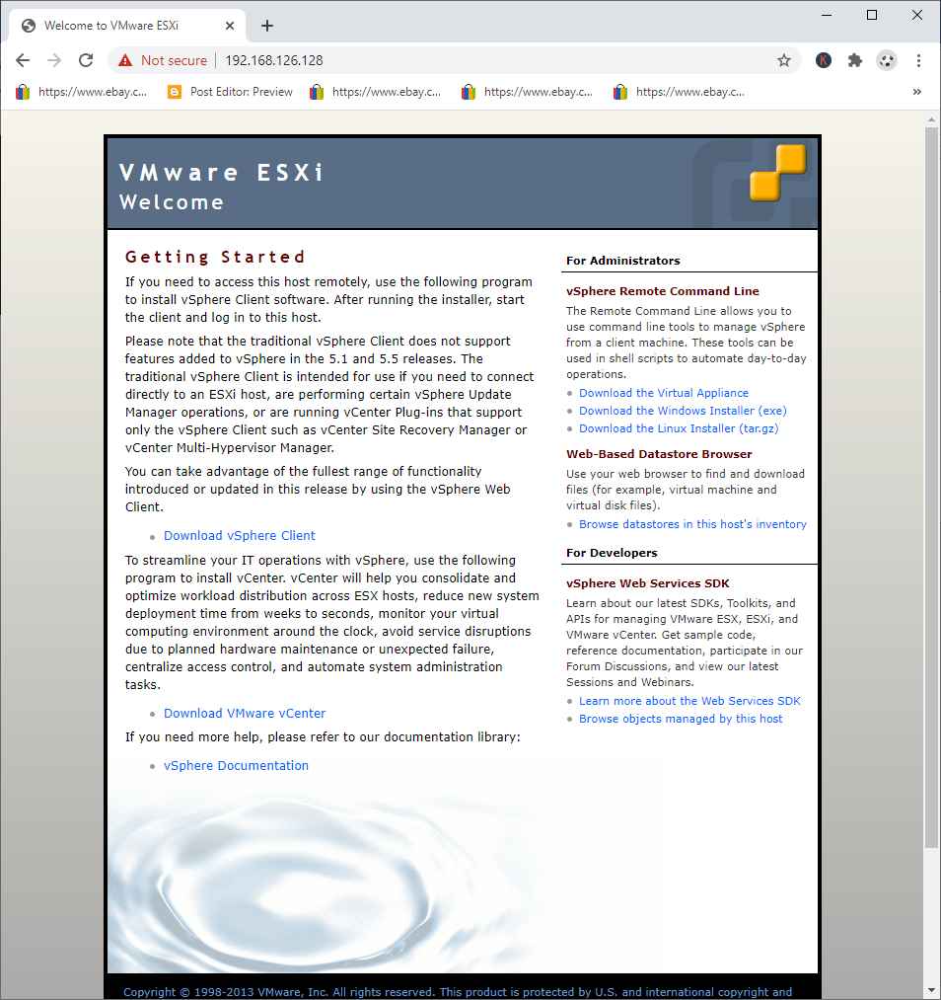 Welcome to VMware ESXi
Not secure | 192.168.126.128
https://www.ebay.c...
Post Editor: Preview
https://www.ebay.c...
https://www.ebay.c...
https://www.ebay.c...
VMware ESXi
Welcome
Getting Started
If you need to access this host remotely, use the following program
to install vSphere Client software. After running the installer, start
the client and log in to this host.
Please note that the traditional vSphere Client does not support
features added to vSphere in the 5.1 and 5.5 releases. The
traditional vSphere Client is intended for use if you need to connect
directly to an ESXi host, are performing certain vSphere Update
Manager operations, or are running vCenter Plug-ins that support
only the vSphere Client such as vCenter Site Recovery Manager or
vCenter Multi-Hypervisor Manager.
You can take advantage of the fullest range of functionality
introduced or updated in this release by using the vSphere Web
Client.
Download vSphere Client
To streamline your IT operations with vSphere, use the following
program to install vCenter. vCenter will help you consolidate and
optimize workload distribution across ESX hosts, reduce new system
deployment time from weeks to seconds, monitor your virtual
computing environment around the clock, avoid service disruptions
due to planned hardware maintenance or unexpected failure,
centralize access control, and automate system administration
tasks.
Download VMware vCenter
If you need more help, please refer to our documentation library:
vSphere Documentation
For Administrators
vSphere Remote Command Line
The Remote Command Line allows you to
use command line tools to manage vSphere
from a client machine. These tools can be
used in shell scripts to automate day-to-day
operations.
Download the Virtual Appliance
Download the Windows Installer (exe)
Download the Linux Installer (tar.gz)
Web-Based Datastore Browser
Use your web browser to find and download
files (for example, virtual machine and
virtual disk files).
Browse datastores in this host's inventory
For Developers
vSphere Web Services SDK
Learn about our latest SDKs, Toolkits, and
APIs for managing VMware ESX, ESXi, and
VMware vCenter. Get sample code,
reference documentation, participate in our
Forum Discussions, and view our latest
Sessions and Webinars.
Learn more about the Web Services SDK
Browse objects managed by this host
Copyright © 1998-2013 VMware, Inc. All rights reserved. This product is protected by U.S. and international copyright and